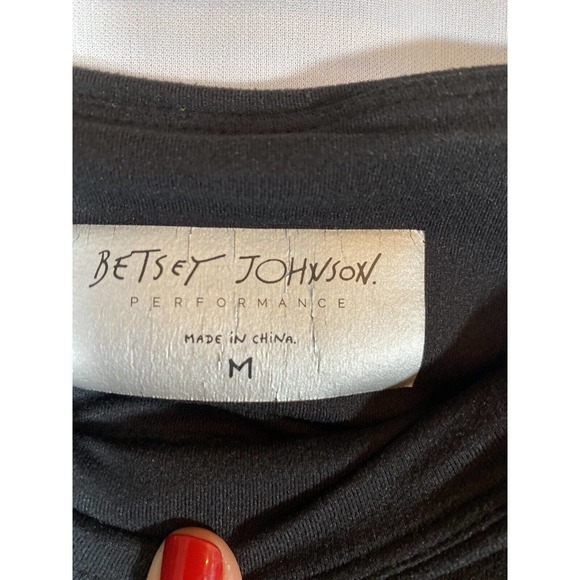 BETSEY JOHNSON.
PERFORMANCE
MADE IN CHINA.
M